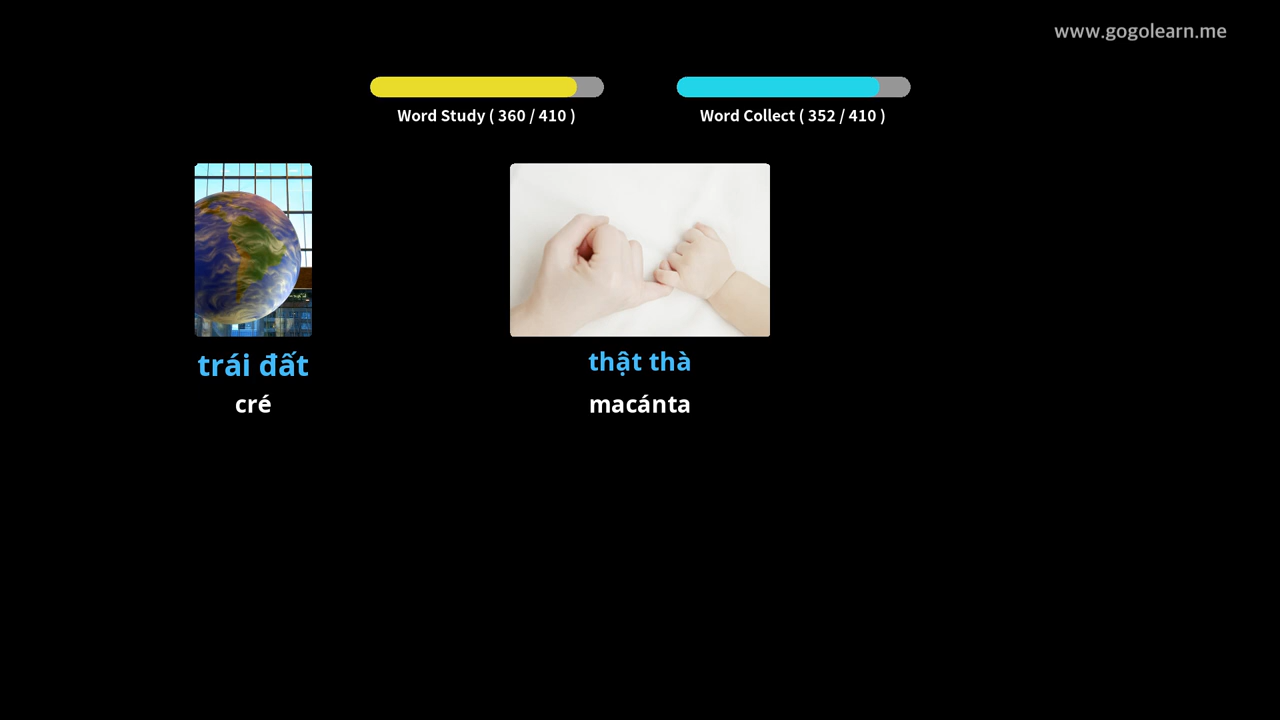 www.gogolearn.me
Word Study ( 360 / 410 )
Word Collect ( 352 / 410 )
trái đất
cré
thật thà
macánta